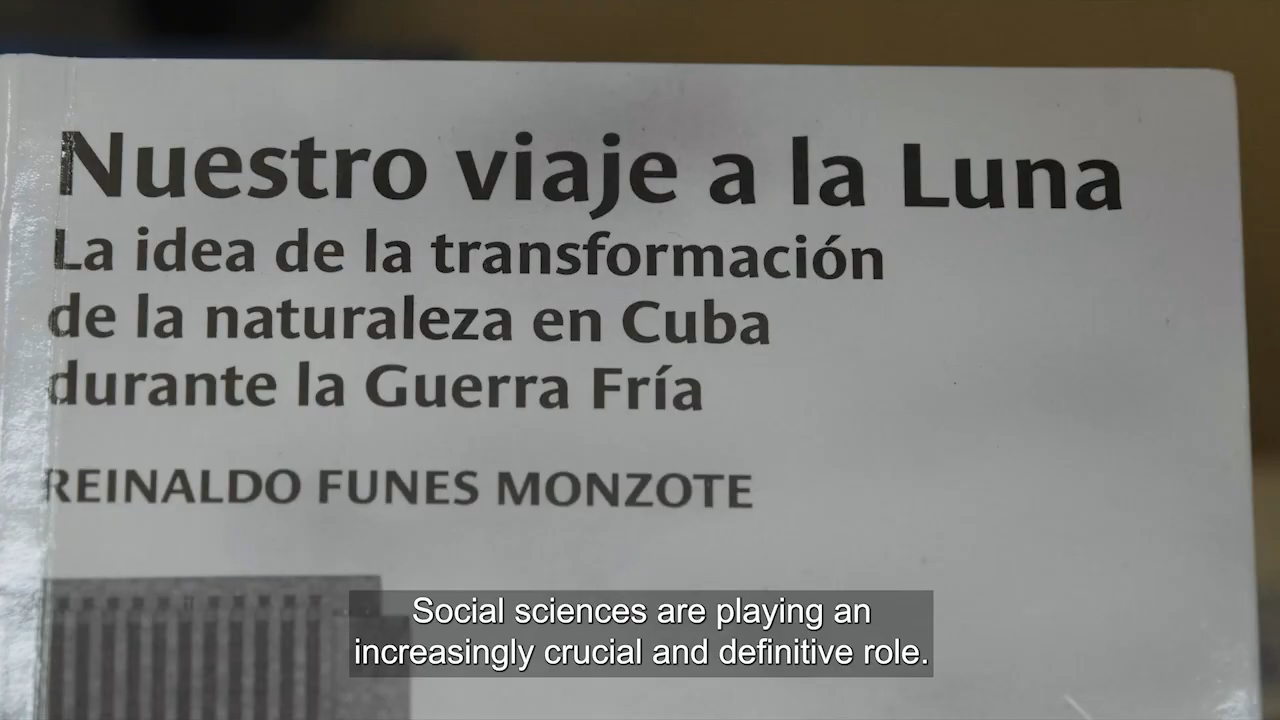 Nuestro viaje a la Luna
La idea de la transformación
de la naturaleza en Cuba
durante la Guerra Fría
REINALDO FUNES MONZOTE
Social sciences are playing an
increasingly crucial and definitive role.